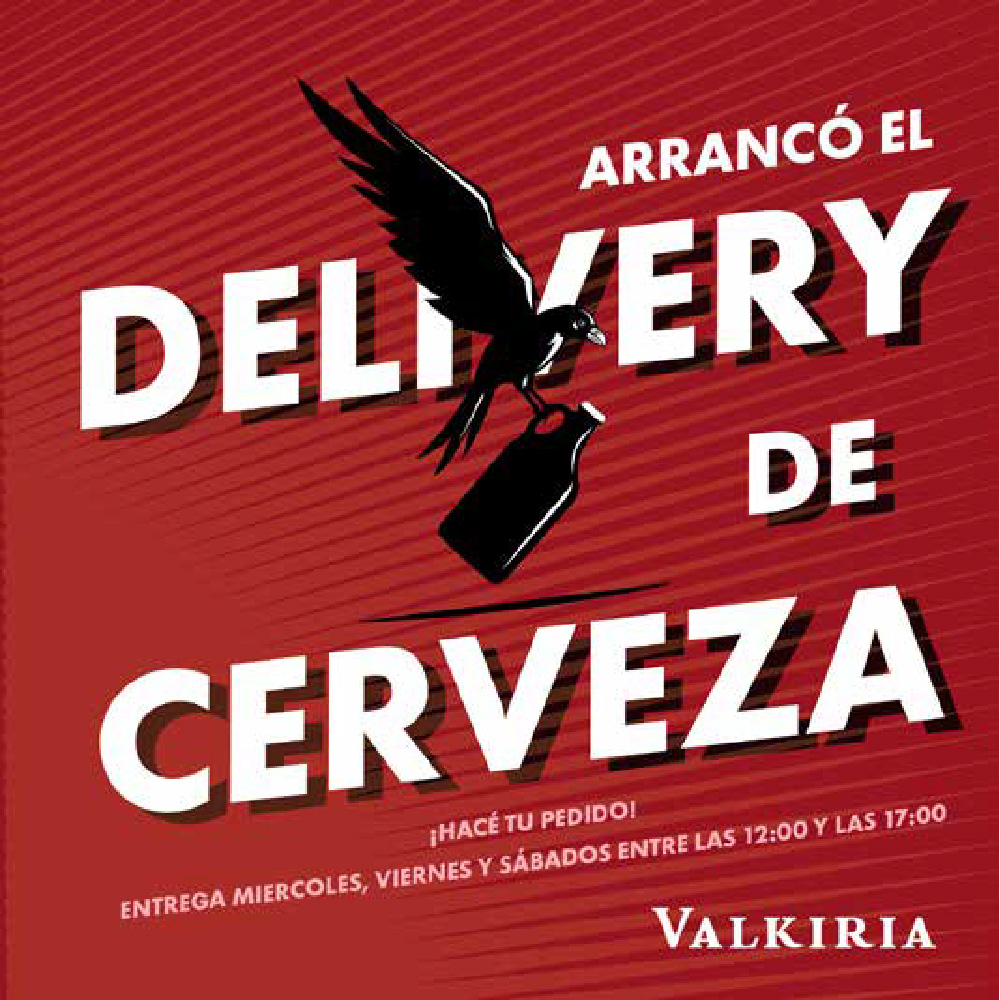 ARRANCÓ EL
DELIVERY
DE
CERVEZA
¡HACÉ TU PEDIDO!
ENTREGA MIERCOLES, VIERNES Y SÁBADOS ENTRE LAS 12:00 Y LAS 17:00
VALKIRIA